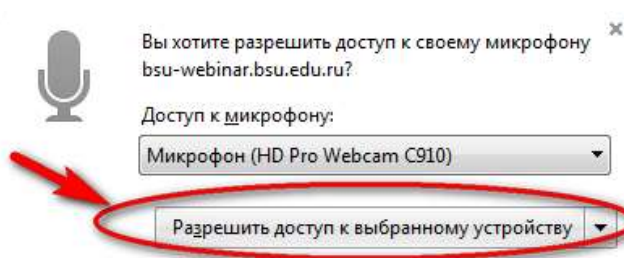 Вы хотите разрешить доступ к своему микрофону
bsu-webinar.bsu.edu.ru?
Доступ к микрофону:
Микрофон (HD Pro Webcam C910)
Разрешить доступ к выбранному устройству